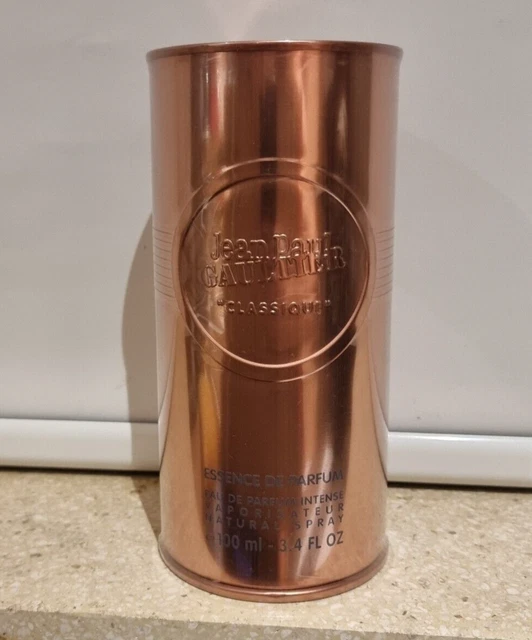 Jean Paul
GAULTIER
"CLASSIQUE"
ESSENCE DE PARFUM
EAU DE PARFUM INTENSE
VAPORISATEUR
NATURAL SPRAY
100 ml - 3.4 FL OZ